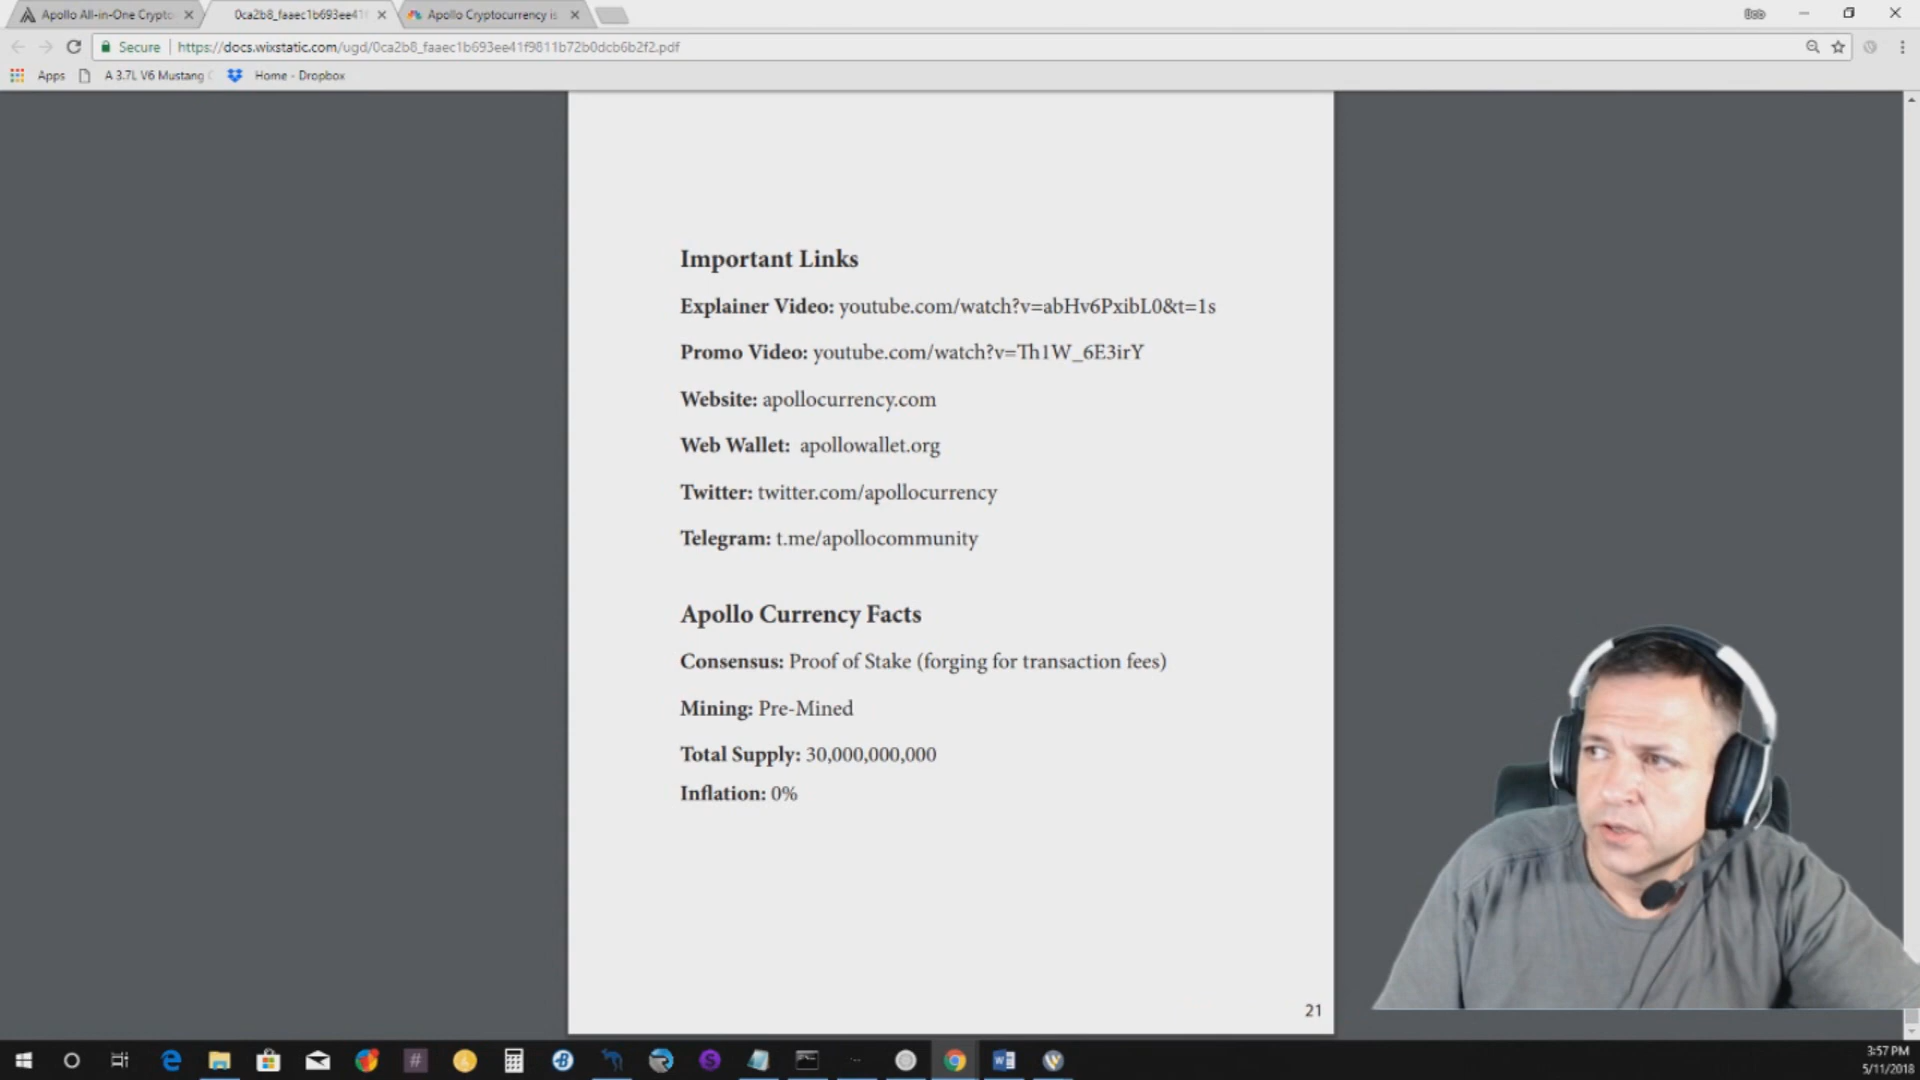 Apollo All-in-One Crypto
0ca2b8_faaec1b693ee41f
Apollo Cryptocurrency is
Bob
Secure
https://docs.wixstatic.com/ugd/0ca2b8_faaec1b693ee41f9811b72b0dcb6b2f2.pdf
Apps
A 3.7L V6 Mustang
Home - Dropbox
Important Links
Explainer Video: youtube.com/watch?v=abHv6PxibL0&t=1s
Promo Video: youtube.com/watch?v=Th1W_6E3irY
Website: apollocurrency.com
Web Wallet: apollowallet.org
Twitter: twitter.com/apollocurrency
Telegram: t.me/apollocommunity
Apollo Currency Facts
Consensus: Proof of Stake (forging for transaction fees)
Mining: Pre-Mined
Total Supply: 30,000,000,000
Inflation: 0%
21
3:57 PM
5/11/2018